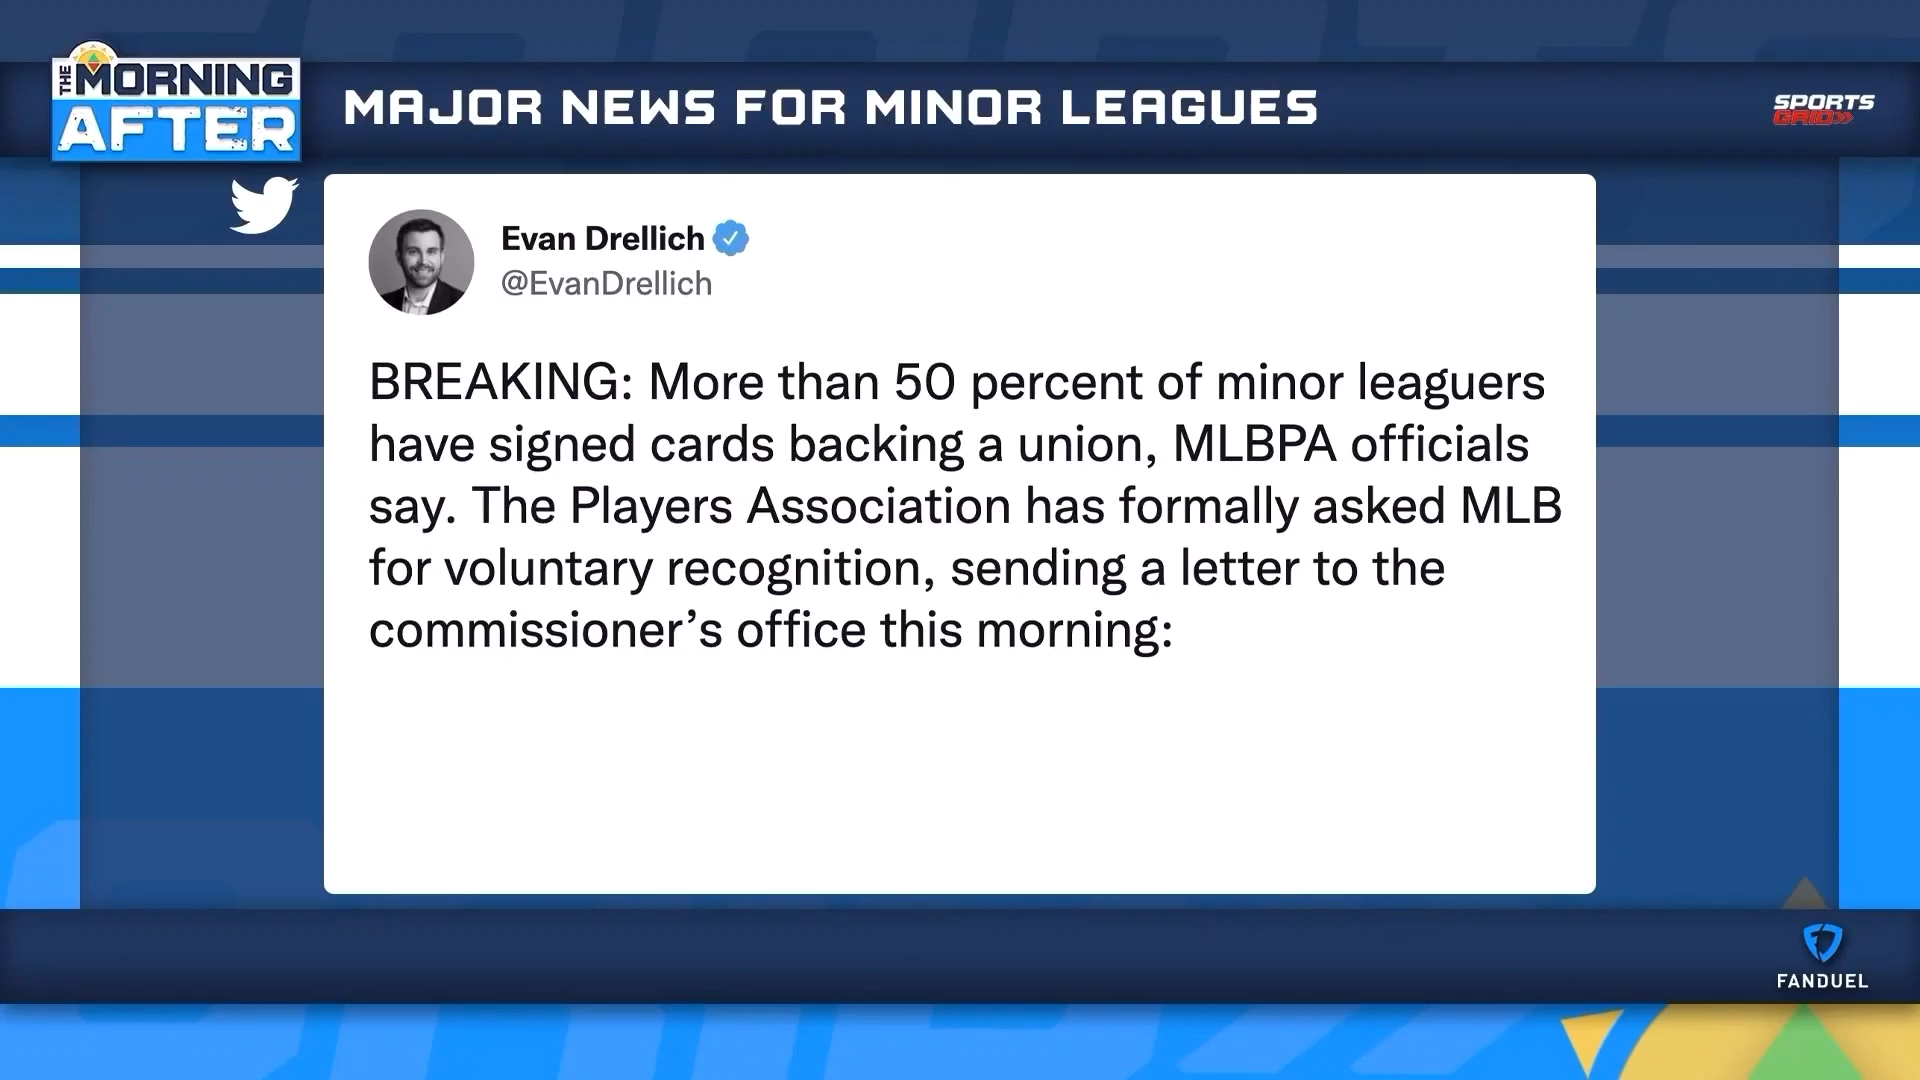 THE MORNING
AFTER
MAJOR NEWS FOR MINOR LEAGUES
SPORTS
GRID
Evan Drellich
@EvanDrellich
BREAKING: More than 50 percent of minor leaguers
have signed cards backing a union, MLBPA officials
say. The Players Association has formally asked MLB
for voluntary recognition, sending a letter to the
commissioner’s office this morning:
FANDUEL